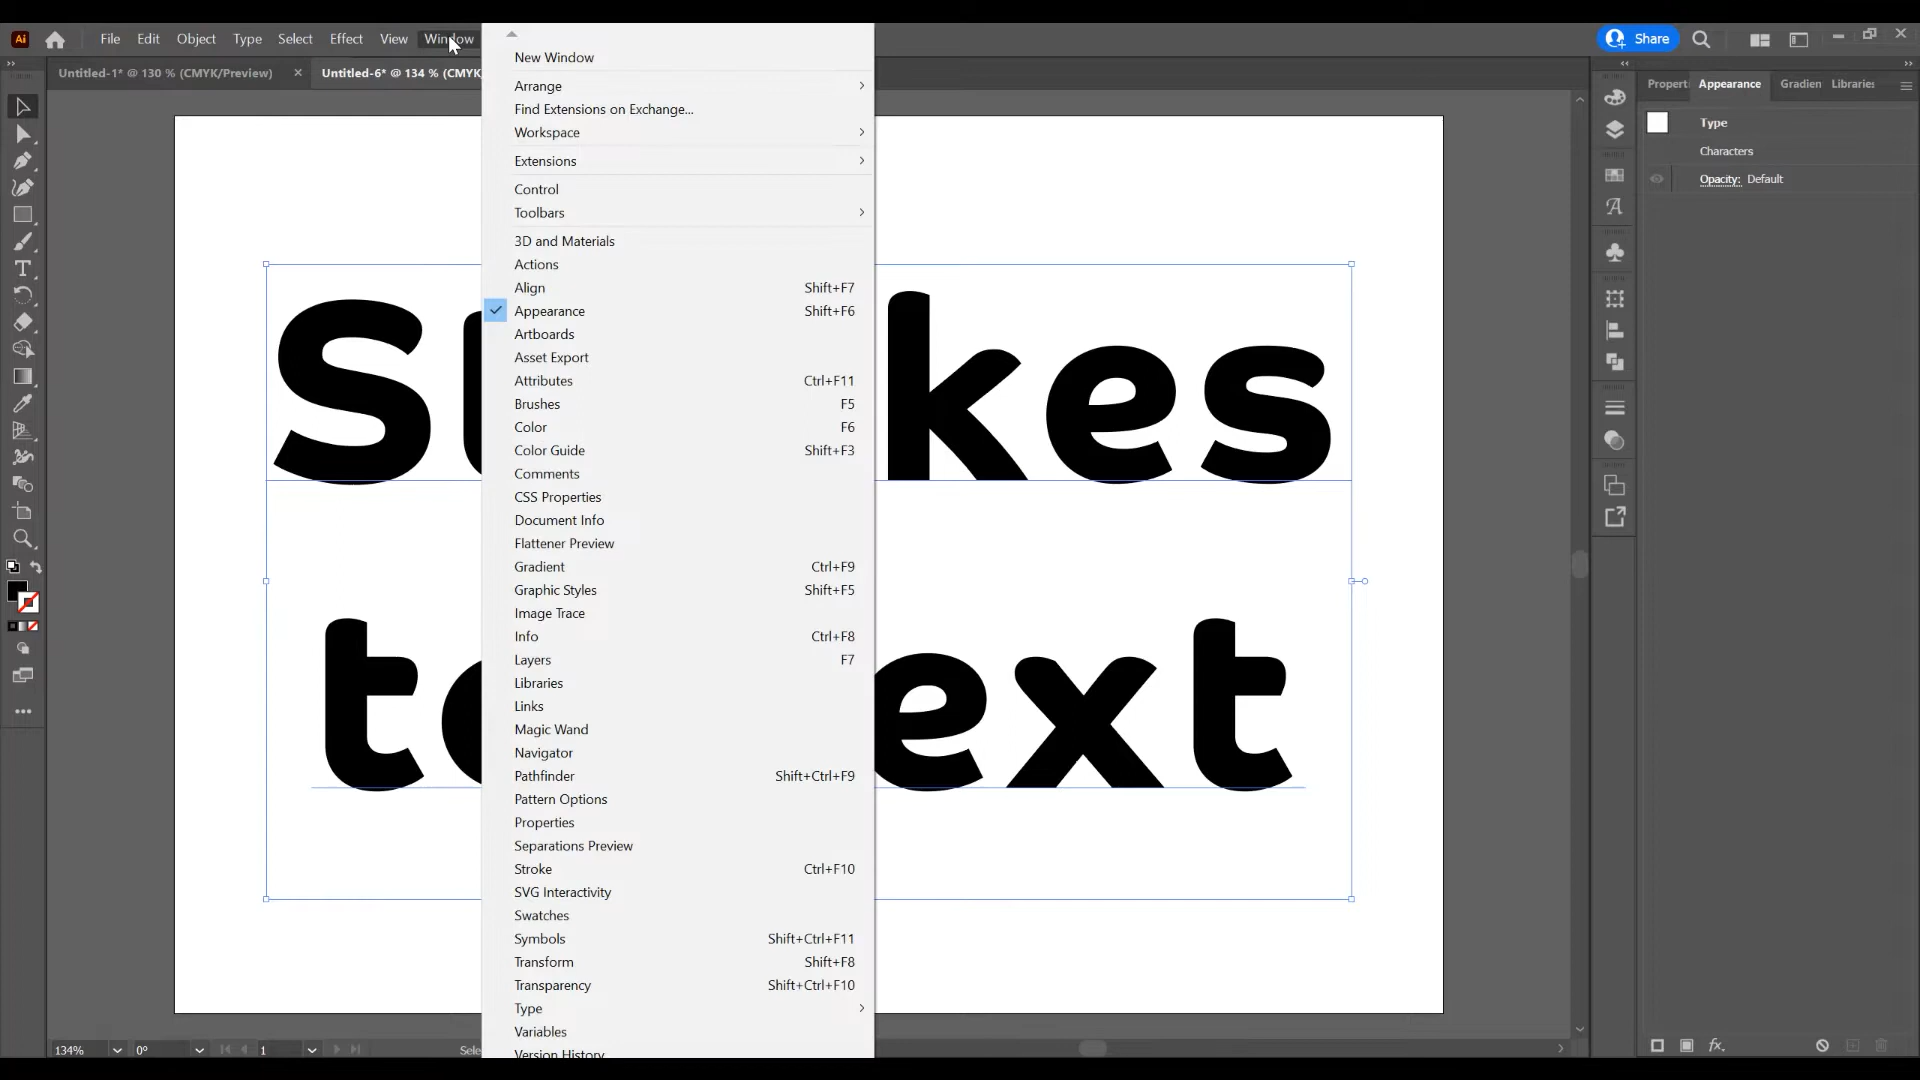 Ai File Edit Object Type Select Effect View Window Share
Untitled-1* @ 130 % (CMYK/Preview) × Untitled-6* @ 134 % (CMYK
New Window
Arrange
Find Extensions on Exchange...
Workspace
Extensions
Control
Toolbars
3D and Materials
Actions
Align Shift+F7
Appearance Shift+F6
Artboards
Asset Export
Attributes Ctrl+F11
Brushes F5
Color F6
Color Guide Shift+F3
Comments
CSS Properties
Document Info
Flattener Preview
Gradient Ctrl+F9
Graphic Styles Shift+F5
Image Trace
Info Ctrl+F8
Layers F7
Libraries
Links
Magic Wand
Navigator
Pathfinder Shift+Ctrl+F9
Pattern Options
Properties
Separations Preview
Stroke Ctrl+F10
SVG Interactivity
Swatches
Symbols Shift+Ctrl+F11
Transform Shift+F8
Transparency Shift+Ctrl+F10
Type
Variables
Version History
S kes
t ext
Properti Appearance Gradien Libraries
Type
Characters
Opacity: Default
fx
134% 0° 1 Sele